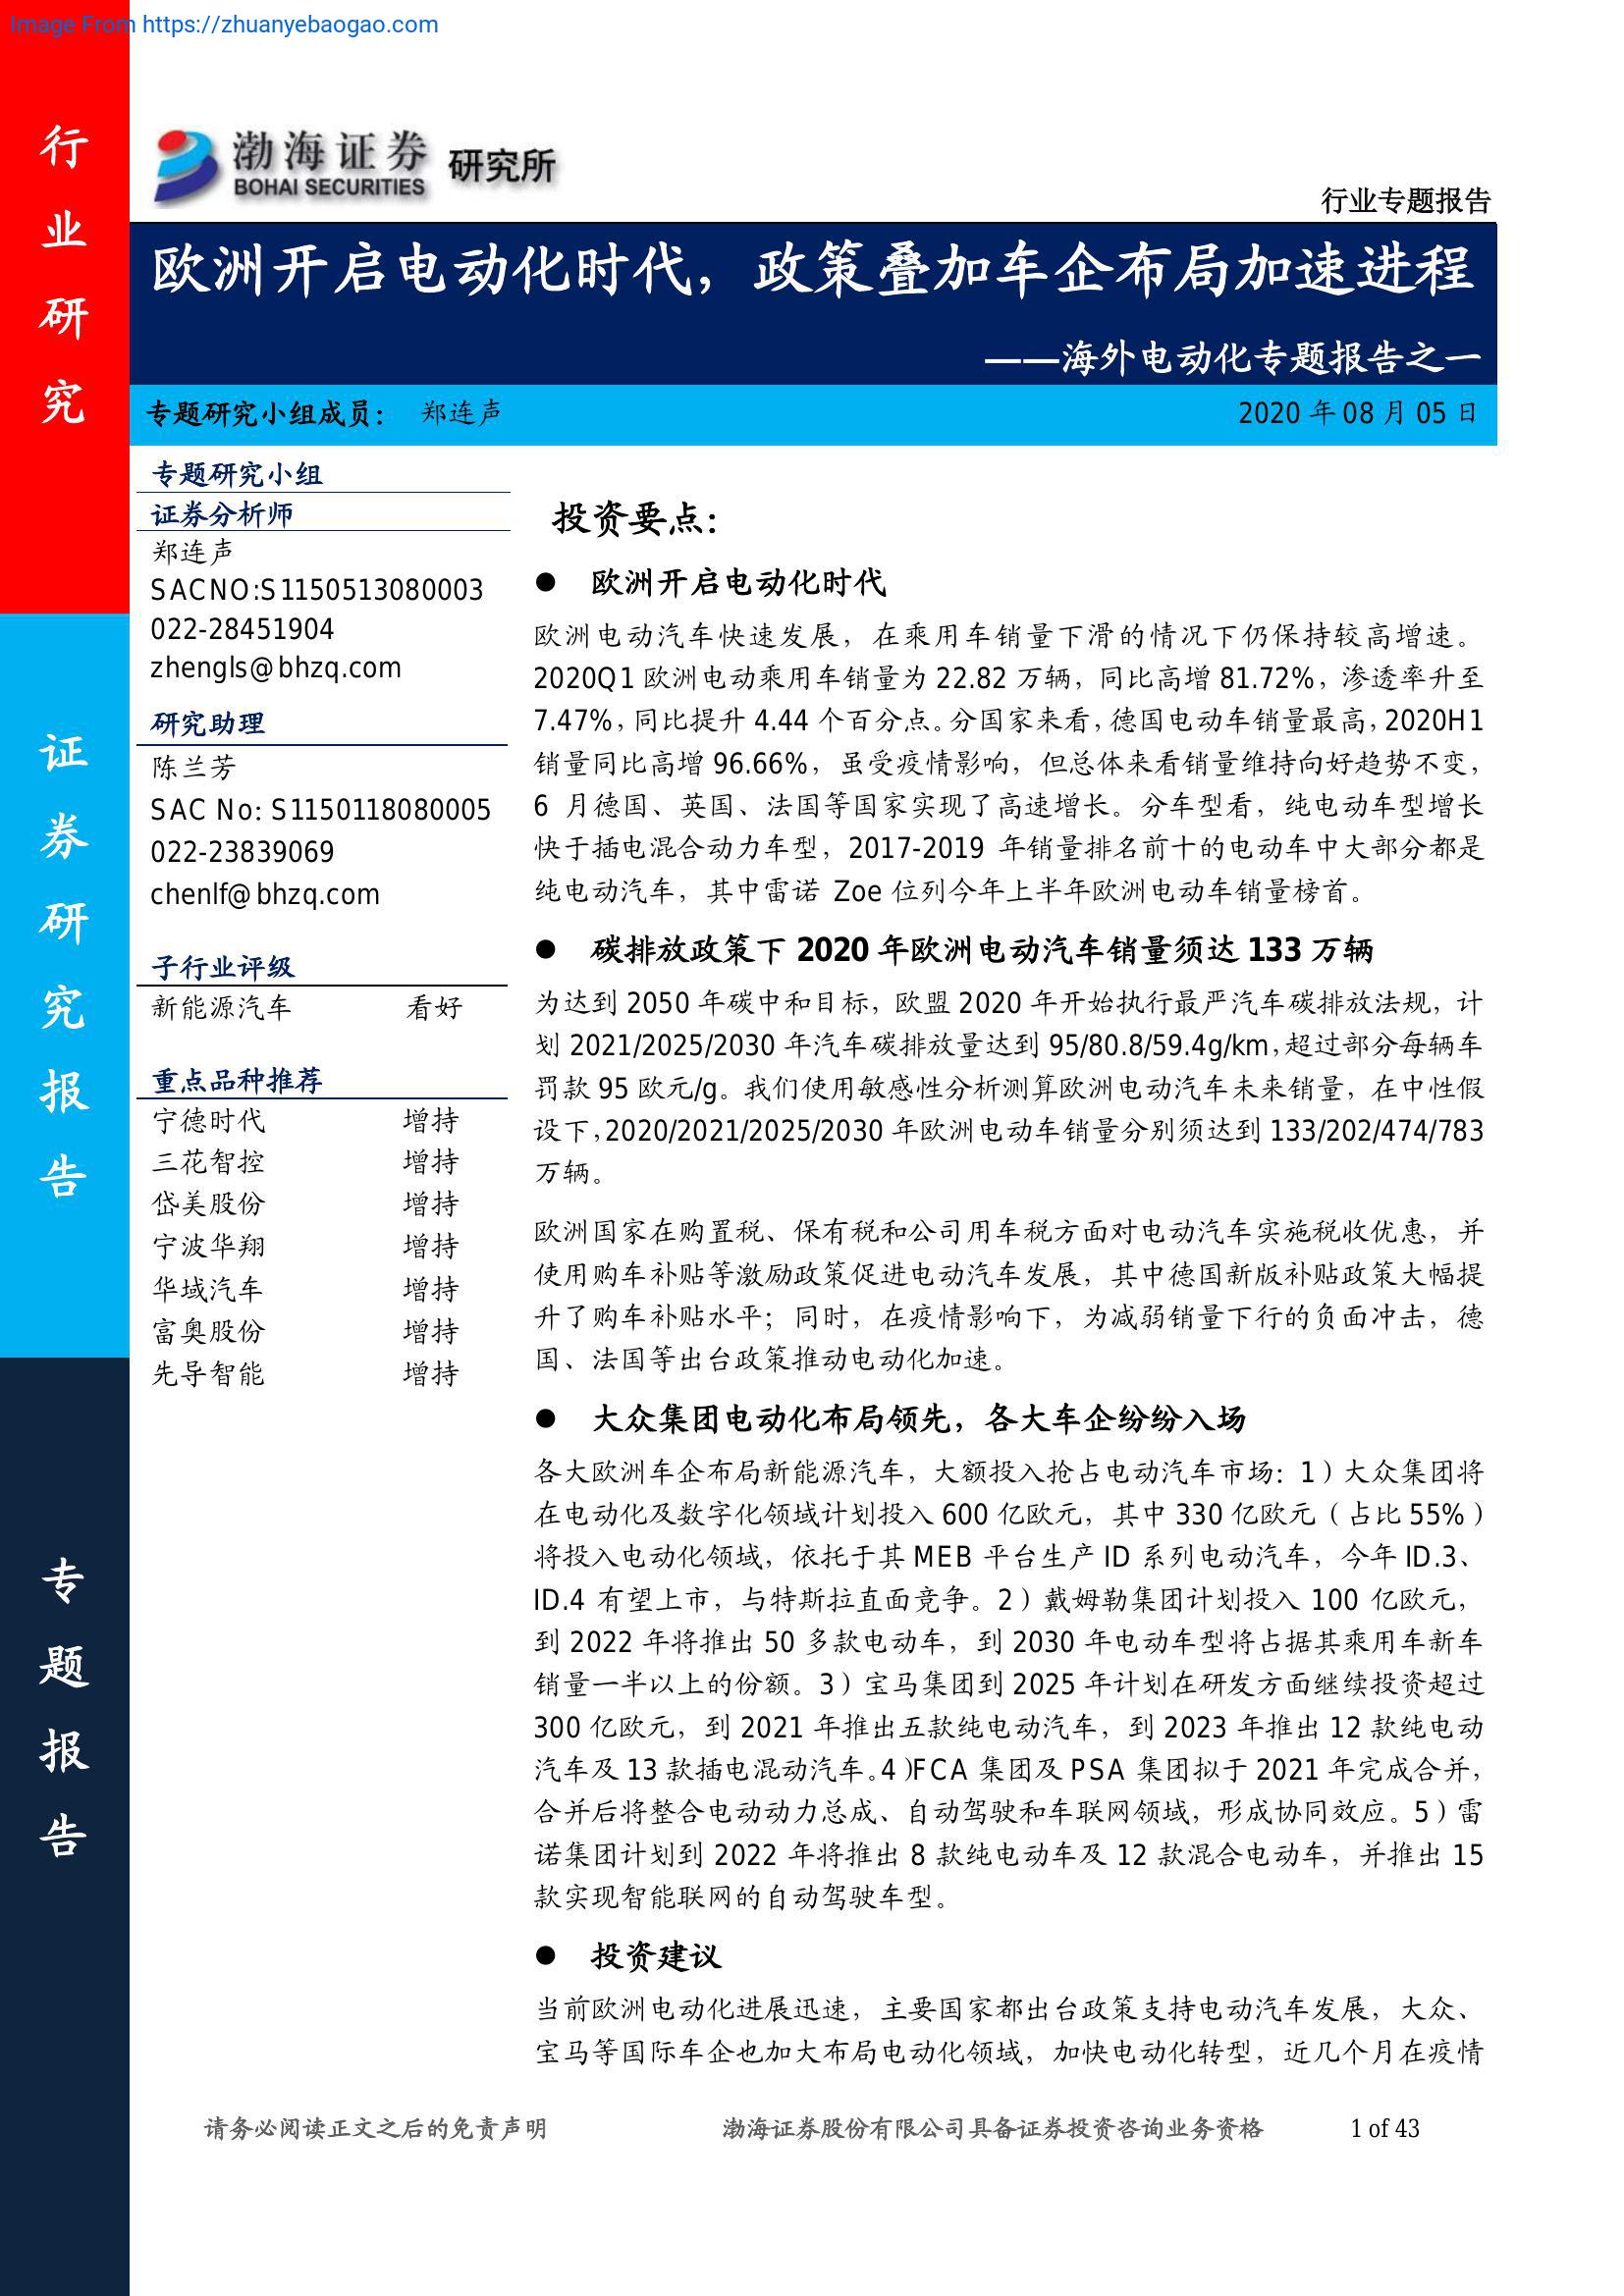 Image From https://zhuanyebaogao.com
行业研究
证券研究报告
专题报告
渤海证券
BOHAI SECURITIES
研究所
行业专题报告
欧洲开启电动化时代，政策叠加车企布局加速进程
——海外电动化专题报告之一
专题研究小组成员： 郑连声 2020 年 08 月 05 日
专题研究小组
证券分析师
郑连声
SACNO:S1150513080003
022-28451904
zhengls@bhzq.com
研究助理
陈兰芳
SAC No: S1150118080005
022-23839069
chenlf@bhzq.com
子行业评级
新能源汽车 看好
重点品种推荐
宁德时代 增持
三花智控 增持
岱美股份 增持
宁波华翔 增持
华域汽车 增持
富奥股份 增持
先导智能 增持
投资要点：
● 欧洲开启电动化时代
欧洲电动汽车快速发展，在乘用车销量下滑的情况下仍保持较高增速。
2020Q1 欧洲电动乘用车销量为 22.82 万辆，同比高增 81.72%，渗透率升至
7.47%，同比提升 4.44 个百分点。分国家来看，德国电动车销量最高，2020H1
销量同比高增 96.66%，虽受疫情影响，但总体来看销量维持向好趋势不变，
6 月德国、英国、法国等国家实现了高速增长。分车型看，纯电动车型增长
快于插电混合动力车型，2017-2019 年销量排名前十的电动车中大部分都是
纯电动汽车，其中雷诺 Zoe 位列今年上半年欧洲电动车销量榜首。
● 碳排放政策下 2020 年欧洲电动汽车销量须达 133 万辆
为达到 2050 年碳中和目标，欧盟 2020 年开始执行最严汽车碳排放法规，计
划 2021/2025/2030 年汽车碳排放量达到 95/80.8/59.4g/km，超过部分每辆车
罚款 95 欧元/g。我们使用敏感性分析测算欧洲电动汽车未来销量，在中性假
设下，2020/2021/2025/2030 年欧洲电动车销量分别须达到 133/202/474/783
万辆。
欧洲国家在购置税、保有税和公司用车税方面对电动汽车实施税收优惠，并
使用购车补贴等激励政策促进电动汽车发展，其中德国新版补贴政策大幅提
升了购车补贴水平；同时，在疫情影响下，为减弱销量下行的负面冲击，德
国、法国等出台政策推动电动化加速。
● 大众集团电动化布局领先，各大车企纷纷入场
各大欧洲车企布局新能源汽车，大额投入抢占电动汽车市场：1）大众集团将
在电动化及数字化领域计划投入 600 亿欧元，其中 330 亿欧元（占比 55%）
将投入电动化领域，依托于其 MEB 平台生产 ID 系列电动汽车，今年 ID.3、
ID.4 有望上市，与特斯拉直面竞争。2）戴姆勒集团计划投入 100 亿欧元，
到 2022 年将推出 50 多款电动车，到 2030 年电动车型将占据其乘用车新车
销量一半以上的份额。3）宝马集团到 2025 年计划在研发方面继续投资超过
300 亿欧元，到 2021 年推出五款纯电动汽车，到 2023 年推出 12 款纯电动
汽车及 13 款插电混动汽车。4）FCA 集团及 PSA 集团拟于 2021 年完成合并，
合并后将整合电动动力总成、自动驾驶和车联网领域，形成协同效应。5）雷
诺集团计划到 2022 年将推出 8 款纯电动车及 12 款混合电动车，并推出 15
款实现智能联网的自动驾驶车型。
● 投资建议
当前欧洲电动化进展迅速，主要国家都出台政策支持电动汽车发展，大众、
宝马等国际车企也加大布局电动化领域，加快电动化转型，近几个月在疫情
请务必阅读正文之后的免责声明 渤海证券股份有限公司具备证券投资咨询业务资格 1 of 43